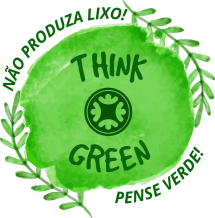 NÃO PRODUZA LIXO!
THINK
GREEN
PENSE VERDE!